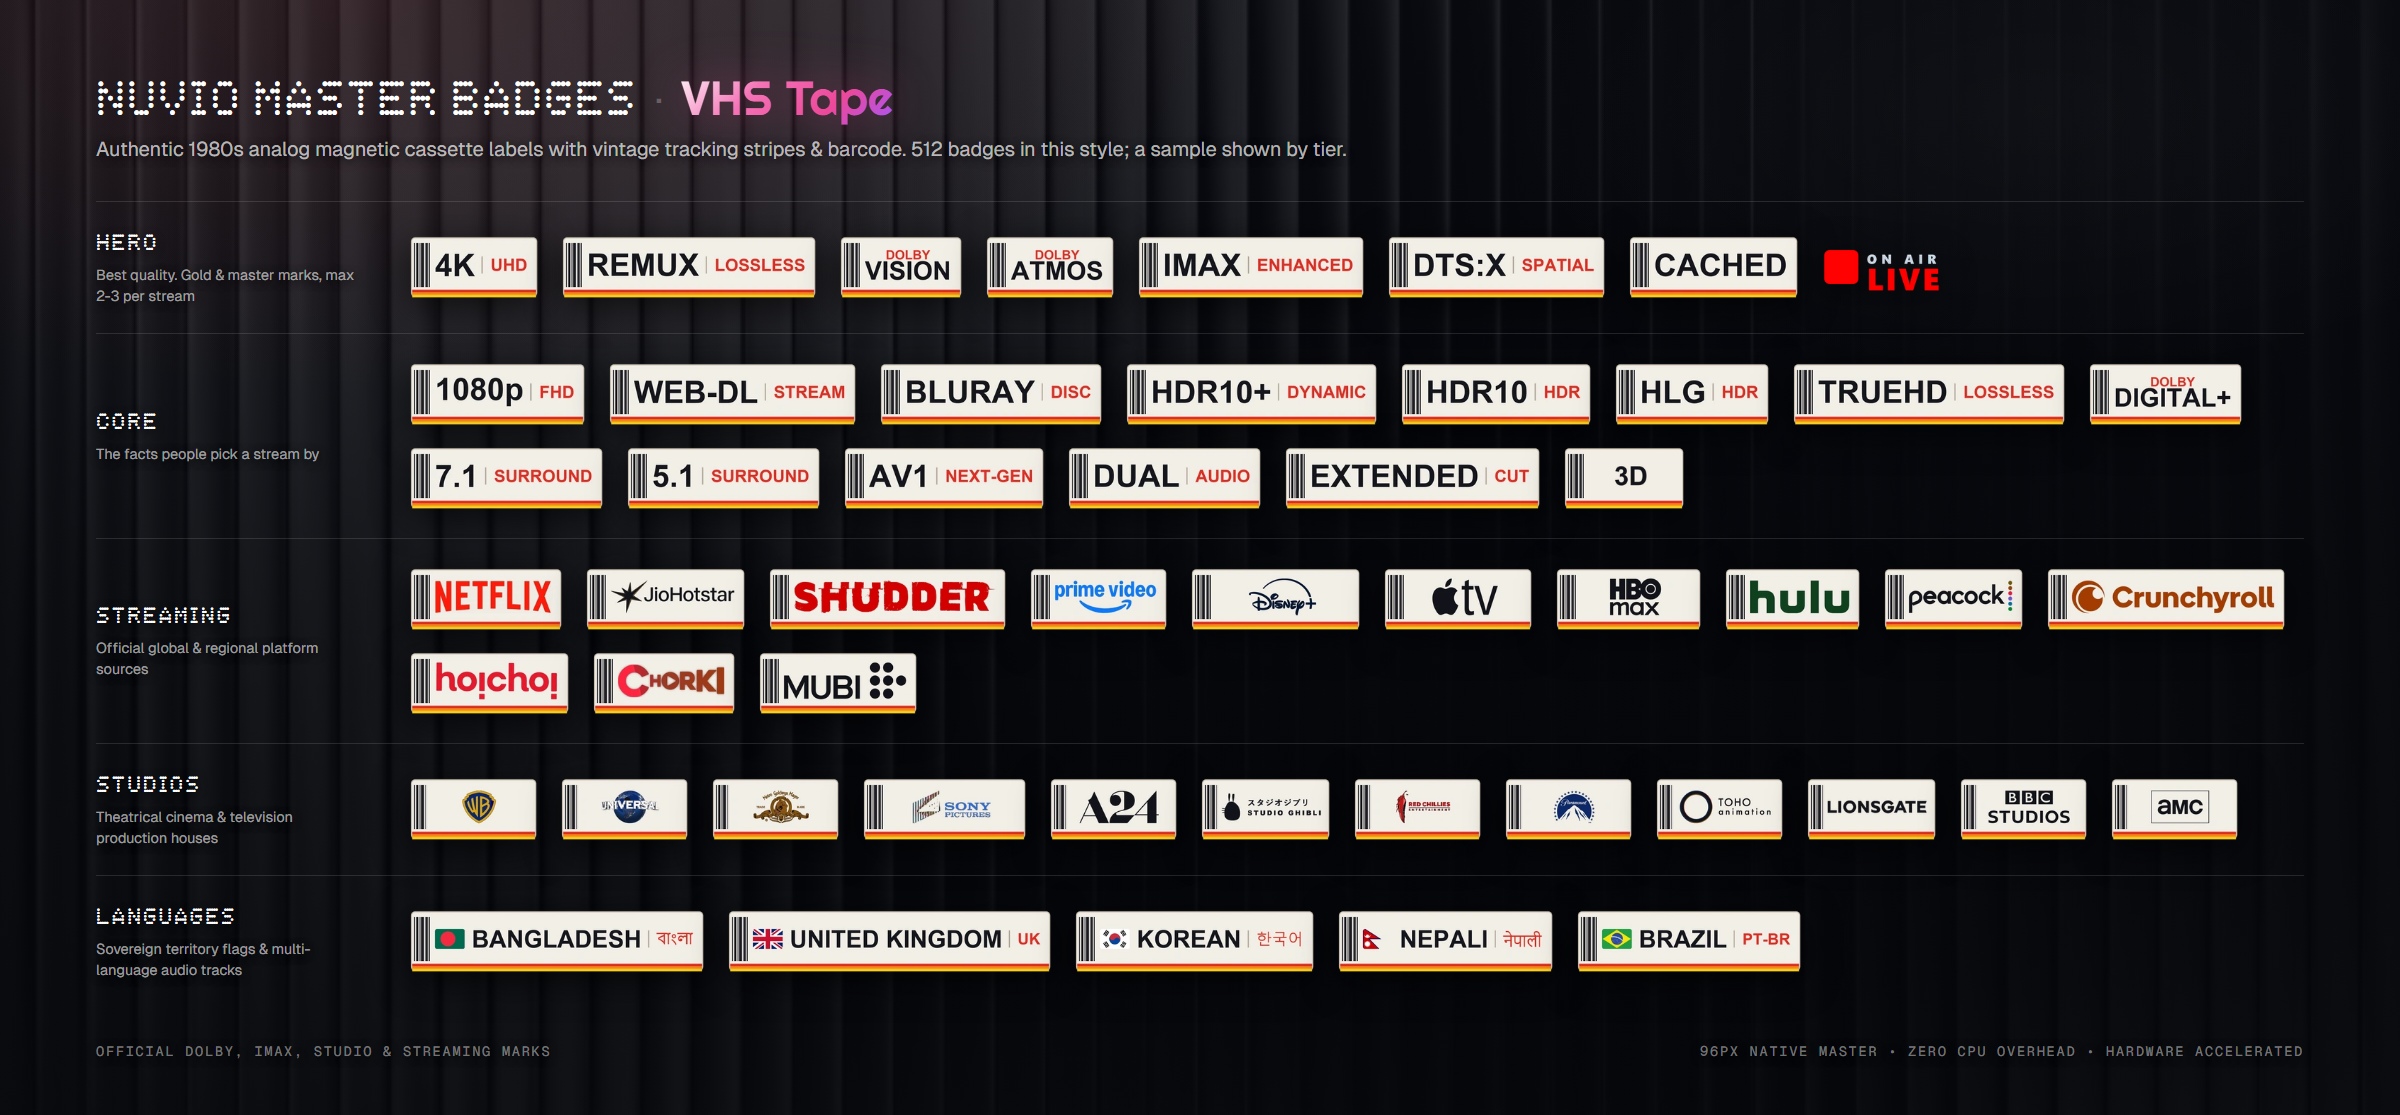 NUVIO MASTER BADGES · VHS Tape
Authentic 1980s analog magnetic cassette labels with vintage tracking stripes & barcode. 512 badges in this style; a sample shown by tier.
HERO
Best quality. Gold & master marks, max
2-3 per stream
4K | UHD
REMUX | LOSSLESS
DOLBY
VISION
DOLBY
ATMOS
IMAX | ENHANCED
DTS:X | SPATIAL
CACHED
ON AIR
LIVE
CORE
The facts people pick a stream by
1080p | FHD
WEB-DL | STREAM
BLURAY | DISC
HDR10+ | DYNAMIC
HDR10 | HDR
HLG | HDR
TRUEHD | LOSSLESS
DOLBY
DIGITAL+
7.1 | SURROUND
5.1 | SURROUND
AV1 | NEXT-GEN
DUAL | AUDIO
EXTENDED | CUT
3D
STREAMING
Official global & regional platform
sources
NETFLIX
JioHotstar
SHUDDER
prime video
Disney+
tv
HBO
max
hulu
peacock
Crunchyroll
hoichoi
CHORKI
MUBI
STUDIOS
Theatrical cinema & television
production houses
WB
UNIVERSAL
SONY
PICTURES
A24
スタジオジブリ
STUDIO GHIBLI
RED CHILLIES
ENTERTAINMENT
Paramount
TOHO
animation
LIONSGATE
BBC
STUDIOS
aMC
LANGUAGES
Sovereign territory flags & multi-
language audio tracks
BANGLADESH | বাংলা
UNITED KINGDOM | UK
KOREAN | 한국어
NEPALI | नेपाली
BRAZIL | PT-BR
OFFICIAL DOLBY, IMAX, STUDIO & STREAMING MARKS
96PX NATIVE MASTER • ZERO CPU OVERHEAD • HARDWARE ACCELERATED